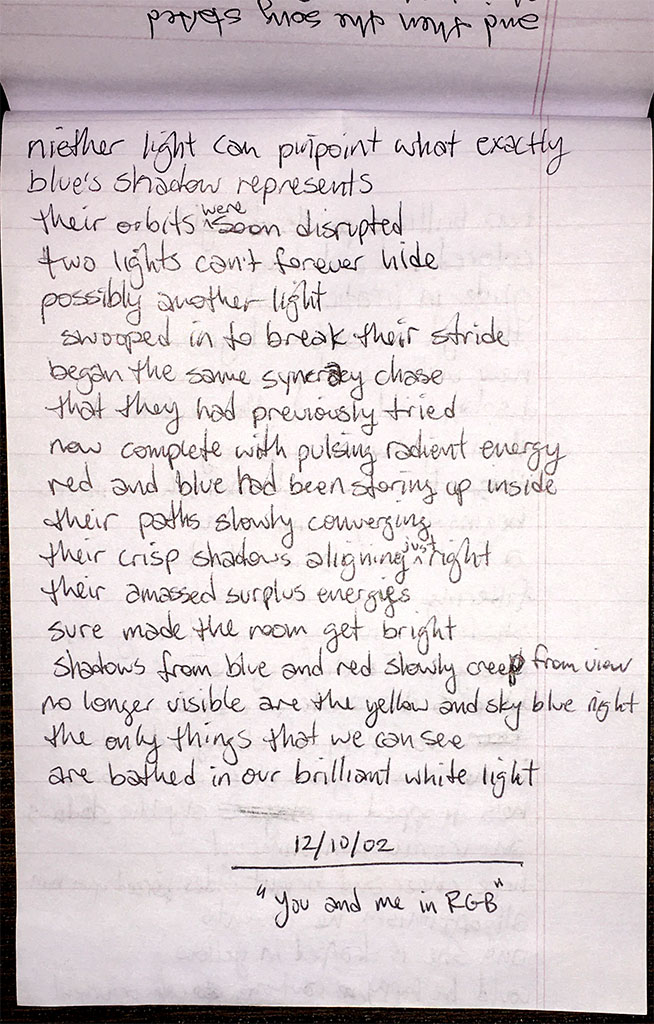 and then the song started
niether light can pinpoint what exactly
blue's shadow represents
their orbits were soon disrupted
two lights can't forever hide
possibly another light
swooped in to break their stride
began the same synergy chase
that they had previously tried
now complete with pulsing radient energy
red and blue had been storing up inside
their paths slowly converging
their crisp shadows aligning just right
their amassed surplus energies
sure made the room get bright
shadows from blue and red slowly creep from view
no longer visible are the yellow and sky blue right
the only things that we can see
are bathed in our brilliant white light
12/10/02
"You and me in RGB"